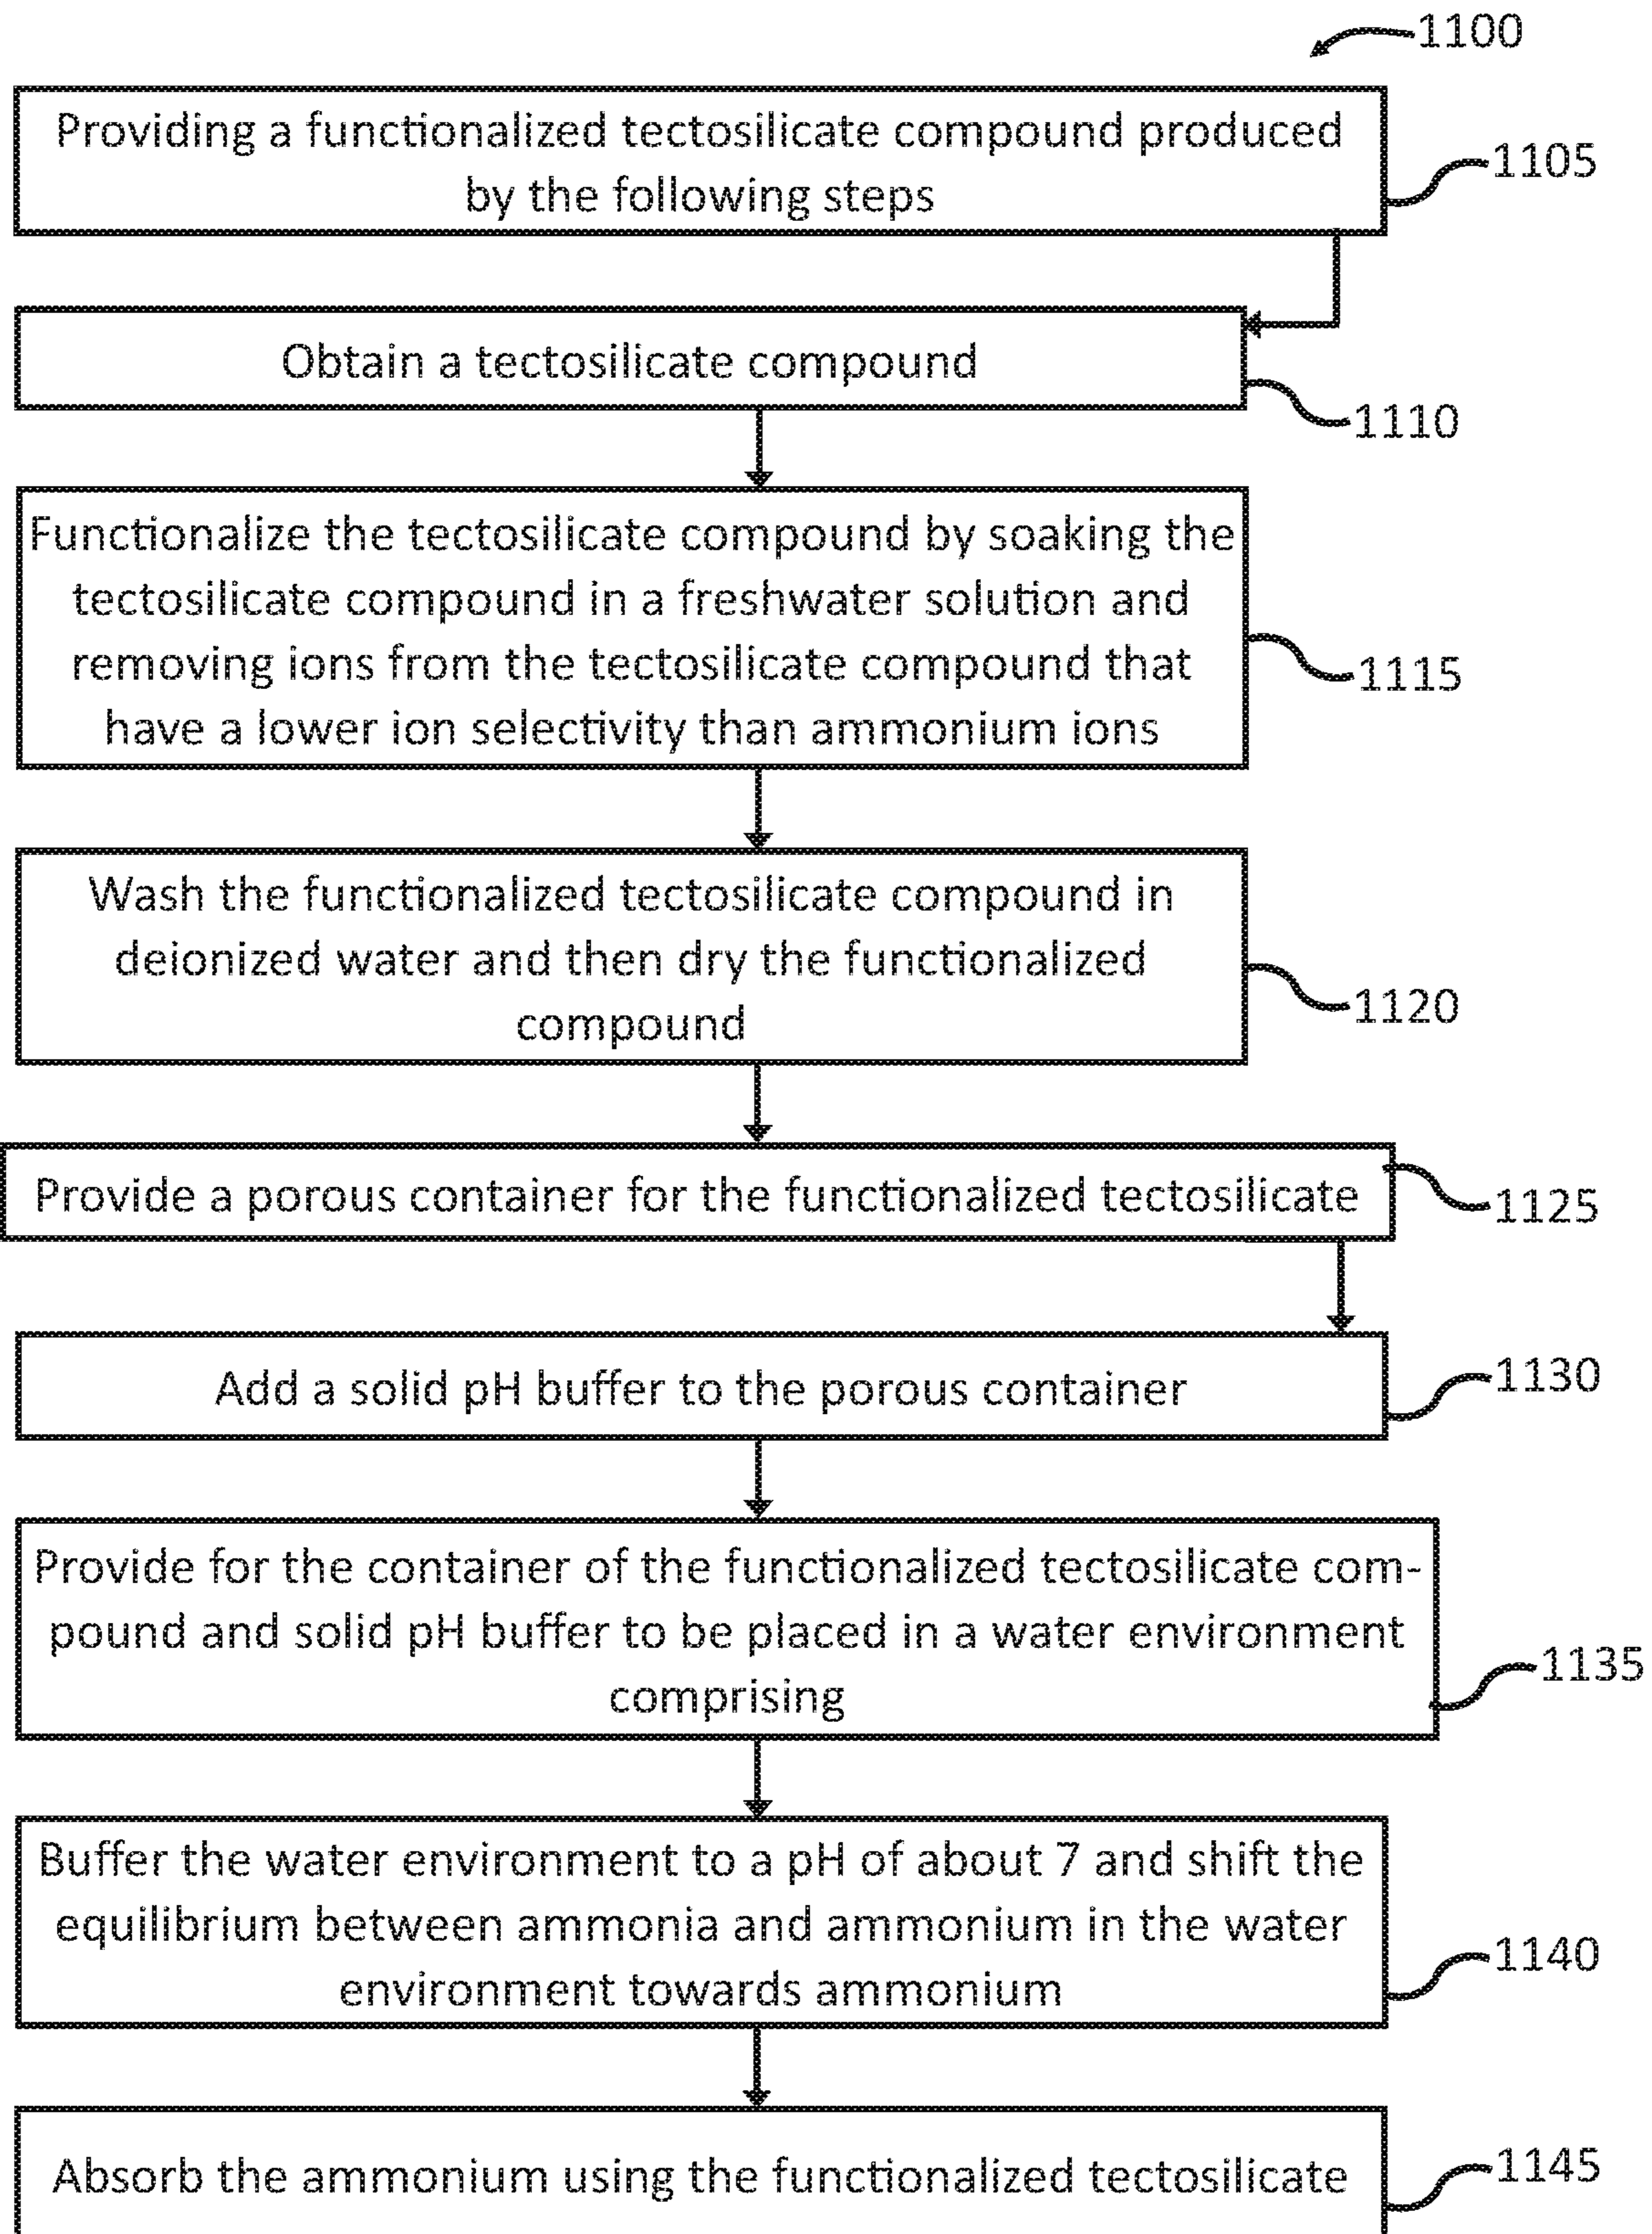 1100
Providing a functionalized tectosilicate compound produced
by the following steps
1105
Obtain a tectosilicate compound
1110
Functionalize the tectosilicate compound by soaking the
tectosilicate compound in a freshwater solution and
removing ions from the tectosilicate compound that
have a lower ion selectivity than ammonium ions
1115
Wash the functionalized tectosilicate compound in
deionized water and then dry the functionalized
compound
1120
Provide a porous container for the functionalized tectosilicate
1125
Add a solid pH buffer to the porous container
1130
Provide for the container of the functionalized tectosilicate com-
pound and solid pH buffer to be placed in a water environment
comprising
1135
Buffer the water environment to a pH of about 7 and shift the
equilibrium between ammonia and ammonium in the water
environment towards ammonium
1140
Absorb the ammonium using the functionalized tectosilicate
1145